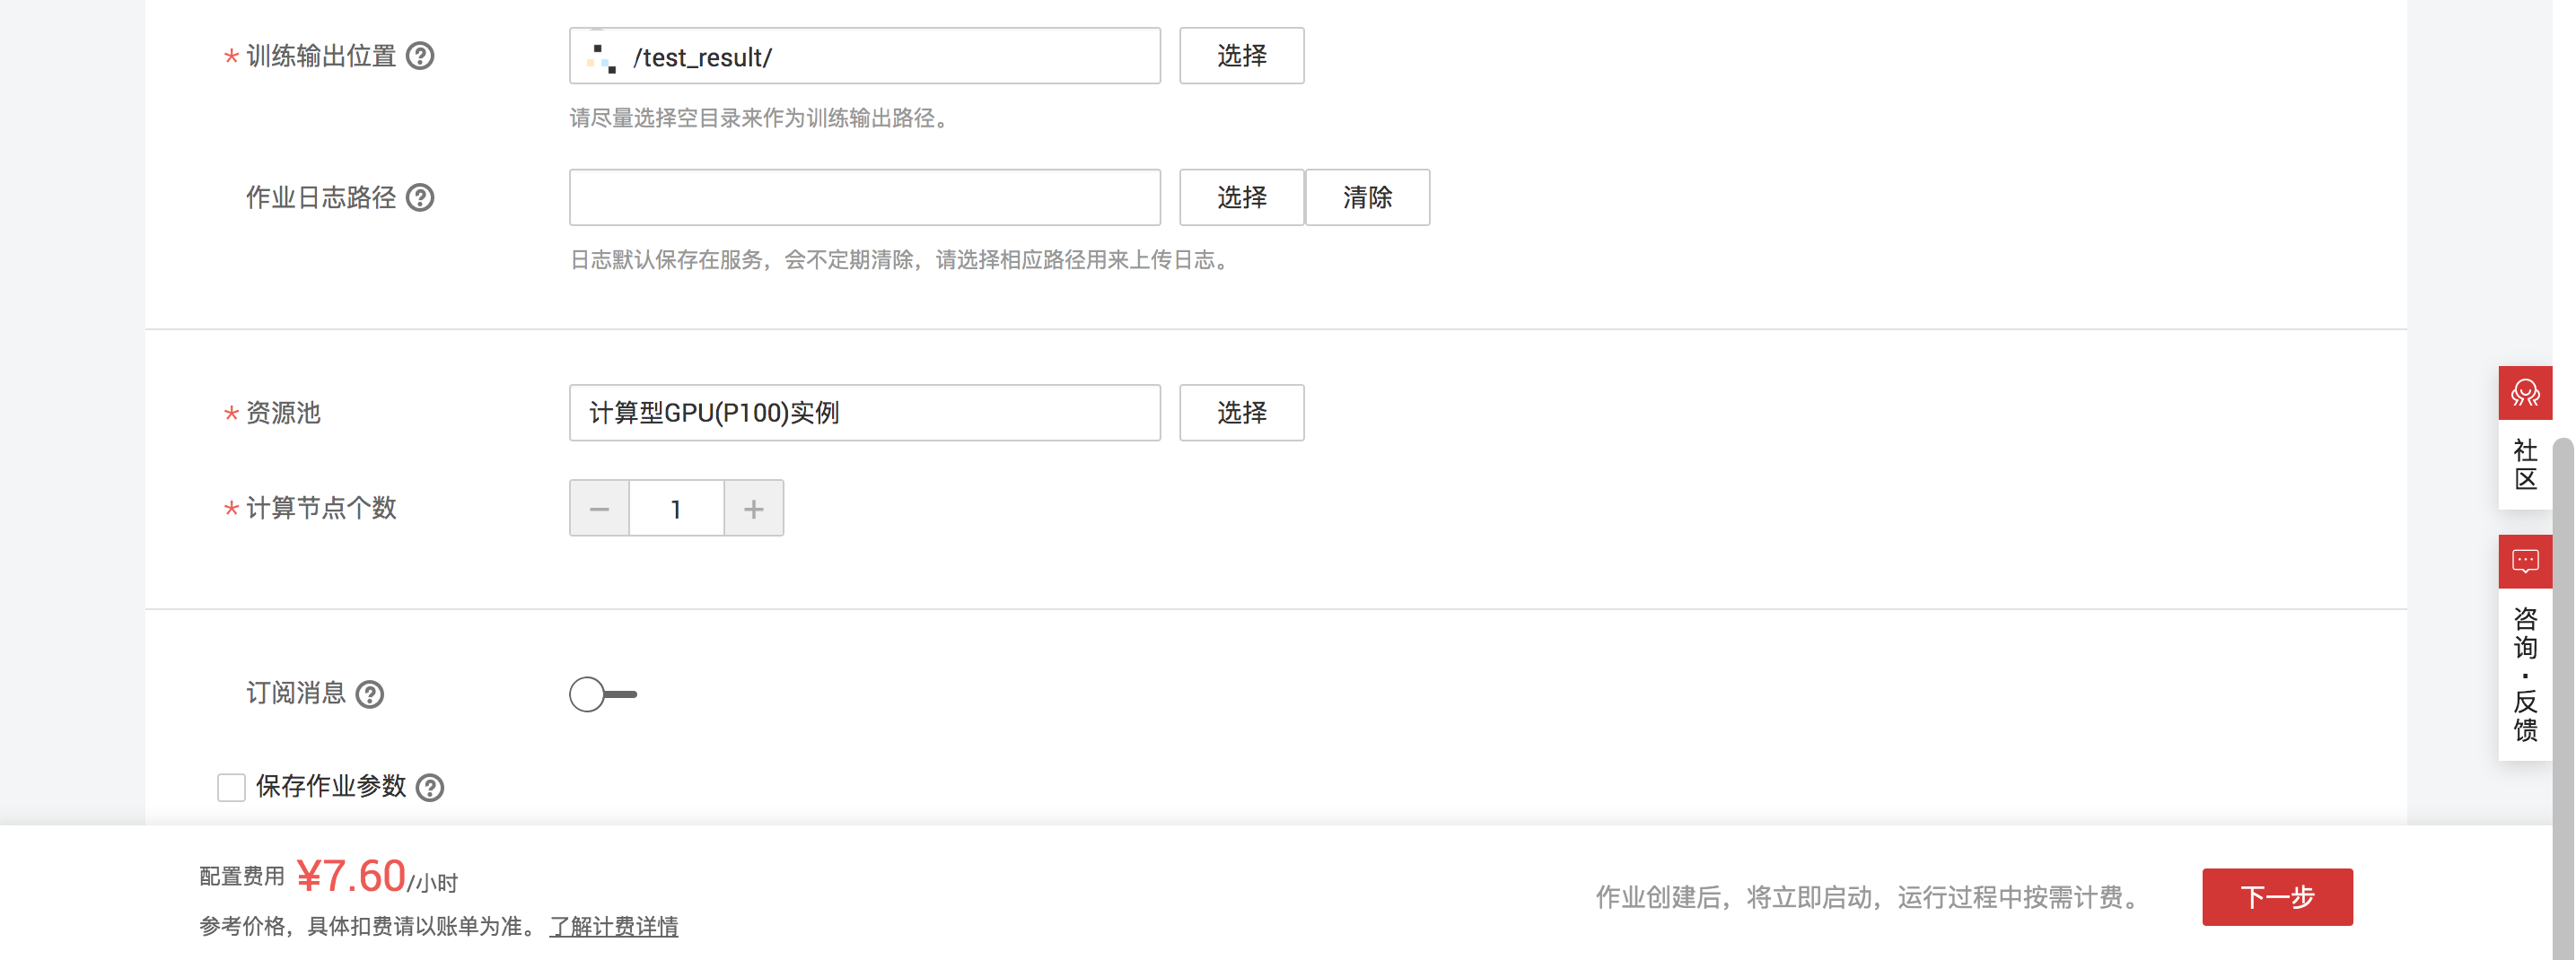 * 训练输出位置 ? /test_result/ 选择
请尽量选择空目录来作为训练输出路径。
作业日志路径 ? 选择 清除
日志默认保存在服务，会不定期清除，请选择相应路径用来上传日志。
* 资源池 计算型GPU(P100)实例 选择
* 计算节点个数 − 1 +
订阅消息 ?
保存作业参数 ?
社区
咨询·反馈
配置费用 ¥7.60/小时
参考价格，具体扣费请以账单为准。 了解计费详情
作业创建后，将立即启动，运行过程中按需计费。 下一步